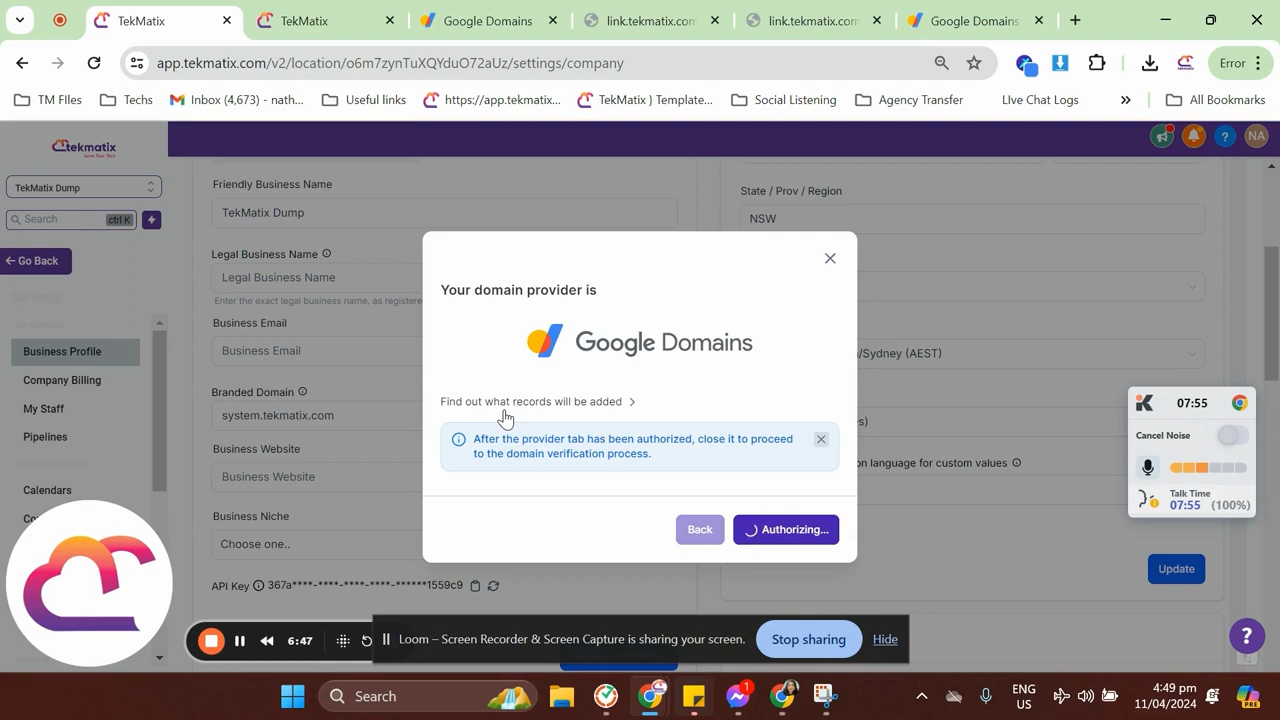 TekMatix
TekMatix
Google Domains
link.tekmatix.com
link.tekmatix.com
Google Domains
app.tekmatix.com/v2/location/o6m7zynTuXQYduO72aUz/settings/company
Error
TM FIles
Techs
Inbox (4,673) – nath...
Useful links
https://app.tekmatix...
TekMatix } Template...
Social Listening
Agency Transfer
LIve Chat Logs
All Bookmarks
tekmatix
Love Your Tech
NA
TekMatix Dump
Search
ctrl K
Go Back
Settings
Business Profile
Company Billing
My Staff
Pipelines
Calendars
Friendly Business Name
TekMatix Dump
Legal Business Name
Legal Business Name
Enter the exact legal business name, as registere
Business Email
Business Email
Branded Domain
system.tekmatix.com
Business Website
Business Website
Business Niche
Choose one..
API Key
367a****-****-****-****-******1559c9
State / Prov / Region
NSW
/Sydney (AEST)
s)
on language for custom values
Update
Your domain provider is
Google Domains
Find out what records will be added
After the provider tab has been authorized, close it to proceed
to the domain verification process.
Back
Authorizing...
07:55
Cancel Noise
Talk Time
07:55 (100%)
6:47
Loom – Screen Recorder & Screen Capture is sharing your screen.
Stop sharing
Hide
?
Search
1
ENG
US
4:49 pm
11/04/2024
PRE